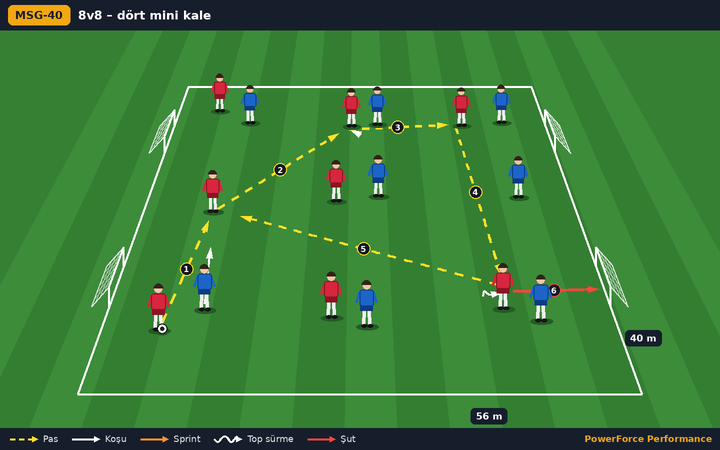 MSG-40 8v8 – dört mini kale
1
2
3
4
5
6
40 m
56 m
Pas Koşu Sprint Top sürme Şut PowerForce Performance